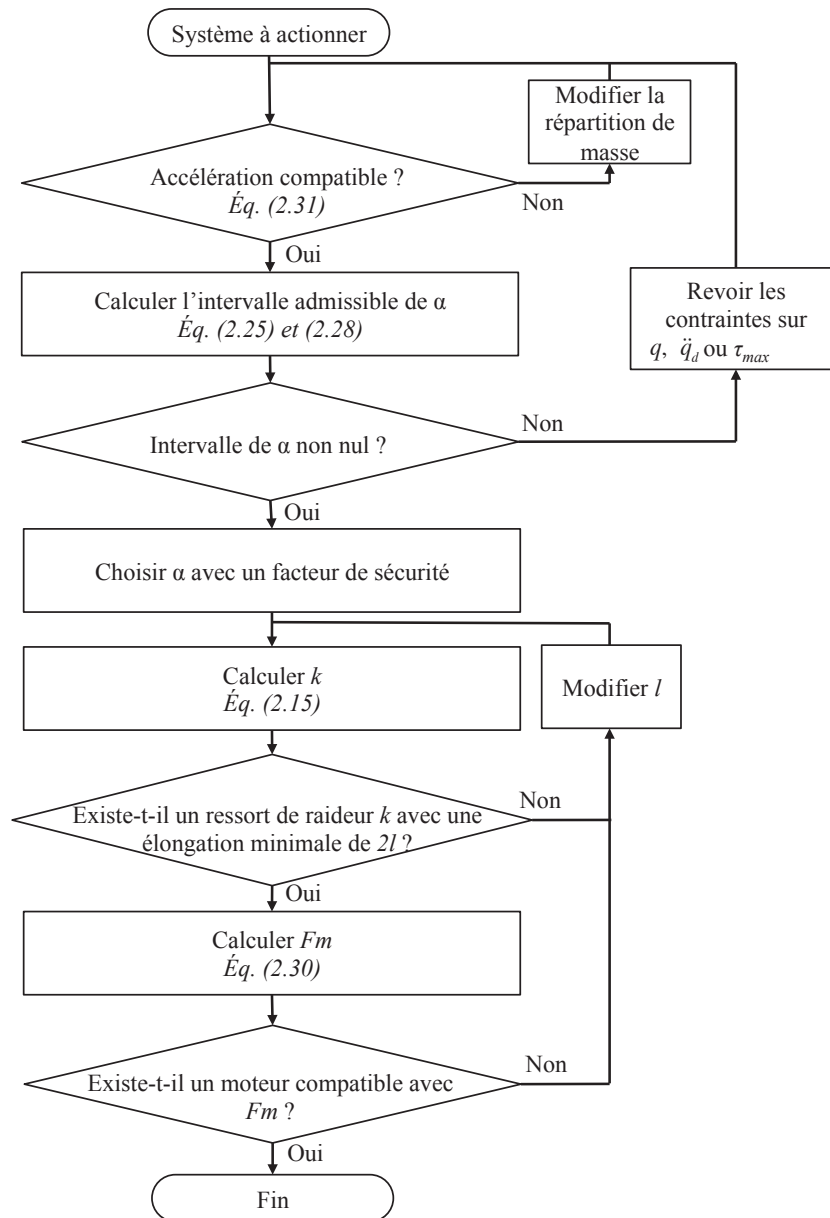 Système à actionner
Modifier la
répartition de
masse
Accélération compatible ?
Éq. (2.31)
Non
Oui
Calculer l’intervalle admissible de α
Éq. (2.25) et (2.28)
Revoir les
contraintes sur
q, q̈d ou τmax
Non
Intervalle de α non nul ?
Oui
Choisir α avec un facteur de sécurité
Calculer k
Éq. (2.15)
Modifier l
Non
Existe-t-il un ressort de raideur k avec une
élongation minimale de 2l ?
Oui
Calculer Fm
Éq. (2.30)
Non
Existe-t-il un moteur compatible avec
Fm ?
Oui
Fin